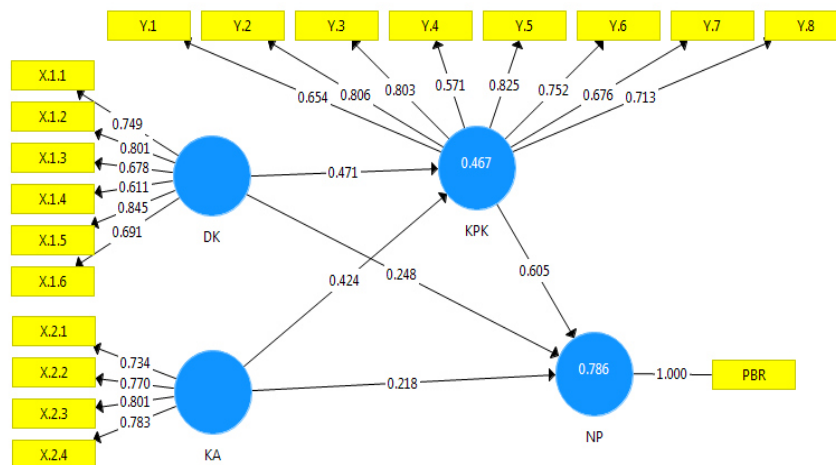 Y.1 Y.2 Y.3 Y.4 Y.5 Y.6 Y.7 Y.8
0.654 0.806 0.803 0.571 0.825 0.752 0.676 0.713
X.1.1
X.1.2
X.1.3
X.1.4
X.1.5
X.1.6
0.749
0.801
0.678
0.611
0.845
0.691
DK
0.471
0.467
KPK
0.424
0.248
0.605
X.2.1
X.2.2
X.2.3
X.2.4
0.734
0.770
0.801
0.783
KA
0.218
0.786
NP
1.000
PBR